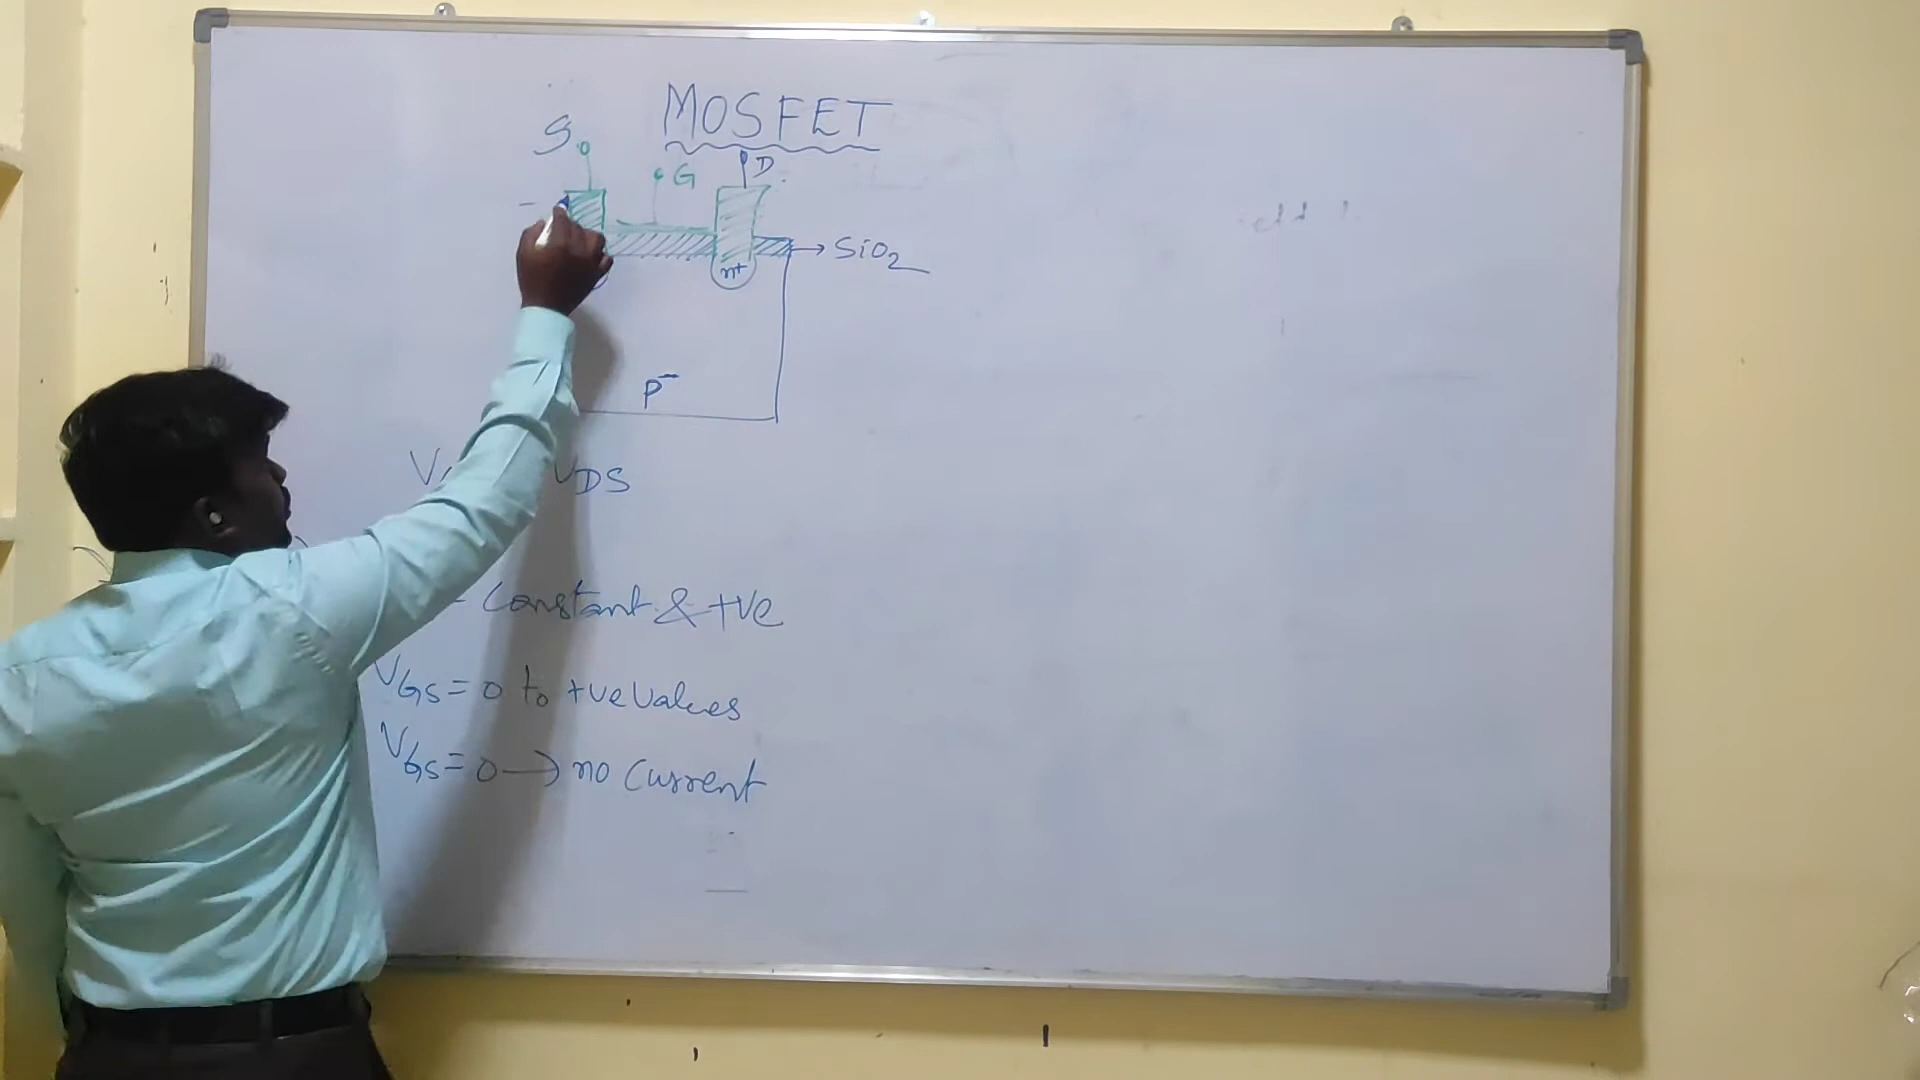 MOSFET
S
G
D
SiO2
n+
p-
VDS
= Constant & +ve
VGS = 0 to +ve values
VGS = 0 → no current